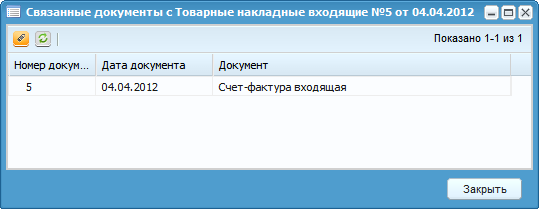 Связанные документы с Товарные накладные входящие №5 от 04.04.2012
Показано 1-1 из 1
Номер докум... Дата документа Документ
5 04.04.2012 Счет-фактура входящая
Закрыть